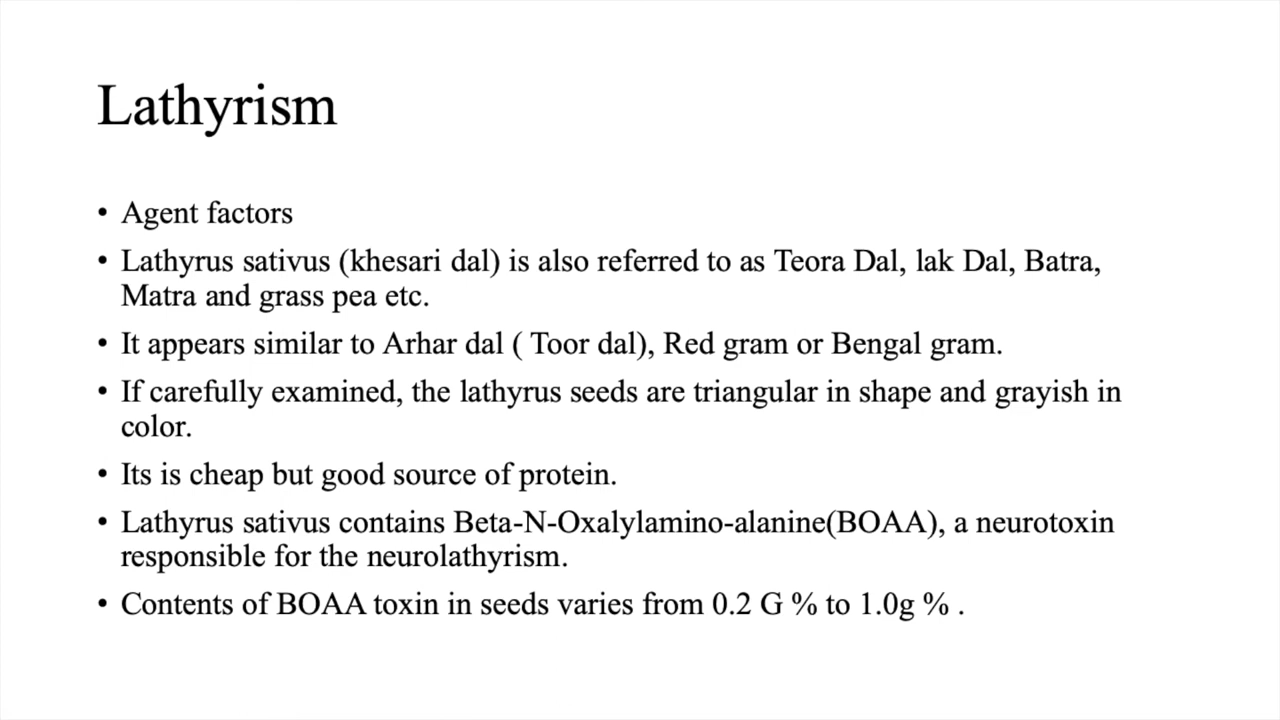 Lathyrism
• Agent factors
• Lathyrus sativus (khesari dal) is also referred to as Teora Dal, lak Dal, Batra,
Matra and grass pea etc.
• It appears similar to Arhar dal ( Toor dal), Red gram or Bengal gram.
• If carefully examined, the lathyrus seeds are triangular in shape and grayish in
color.
• Its is cheap but good source of protein.
• Lathyrus sativus contains Beta-N-Oxalylamino-alanine(BOAA), a neurotoxin
responsible for the neurolathyrism.
• Contents of BOAA toxin in seeds varies from 0.2 G % to 1.0g % .